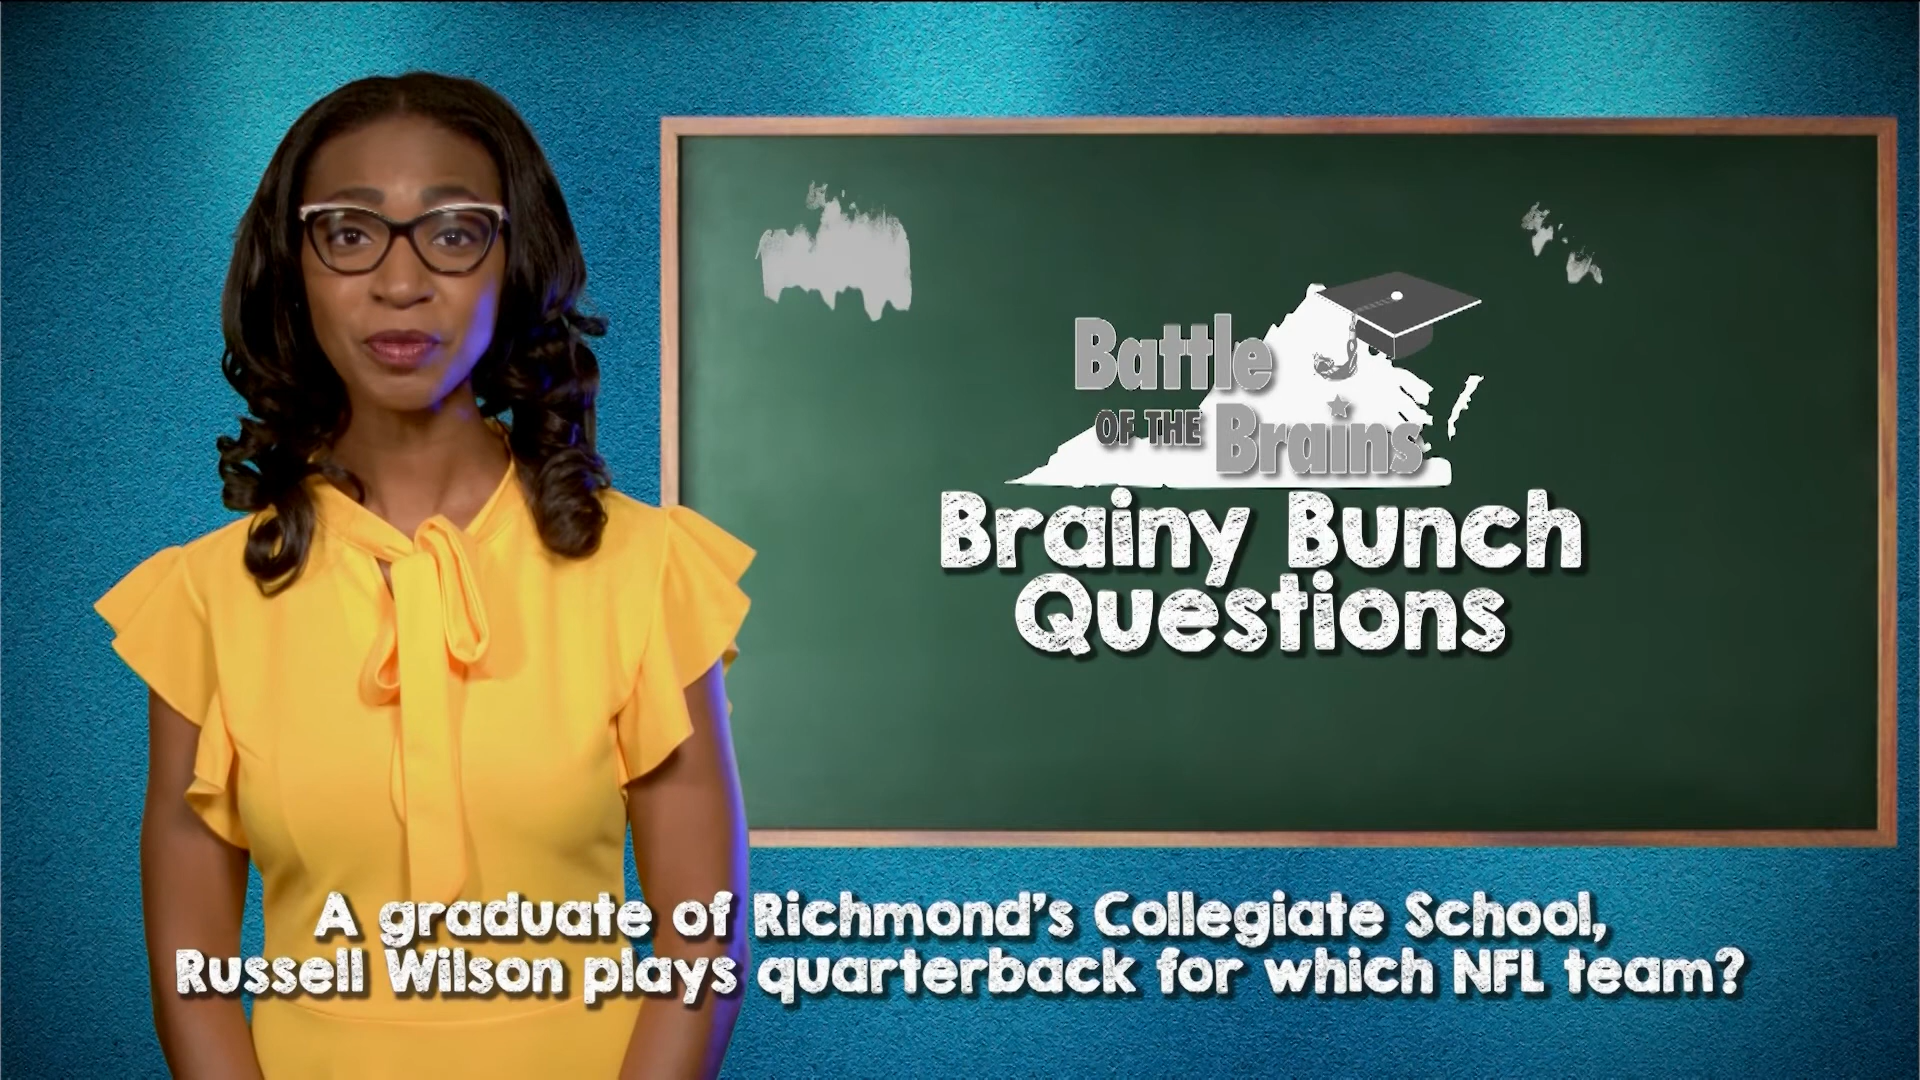 Battle
OF THE
Brains
Brainy Bunch
Questions
A graduate of Richmond's Collegiate School,
Russell Wilson plays quarterback for which NFL team?